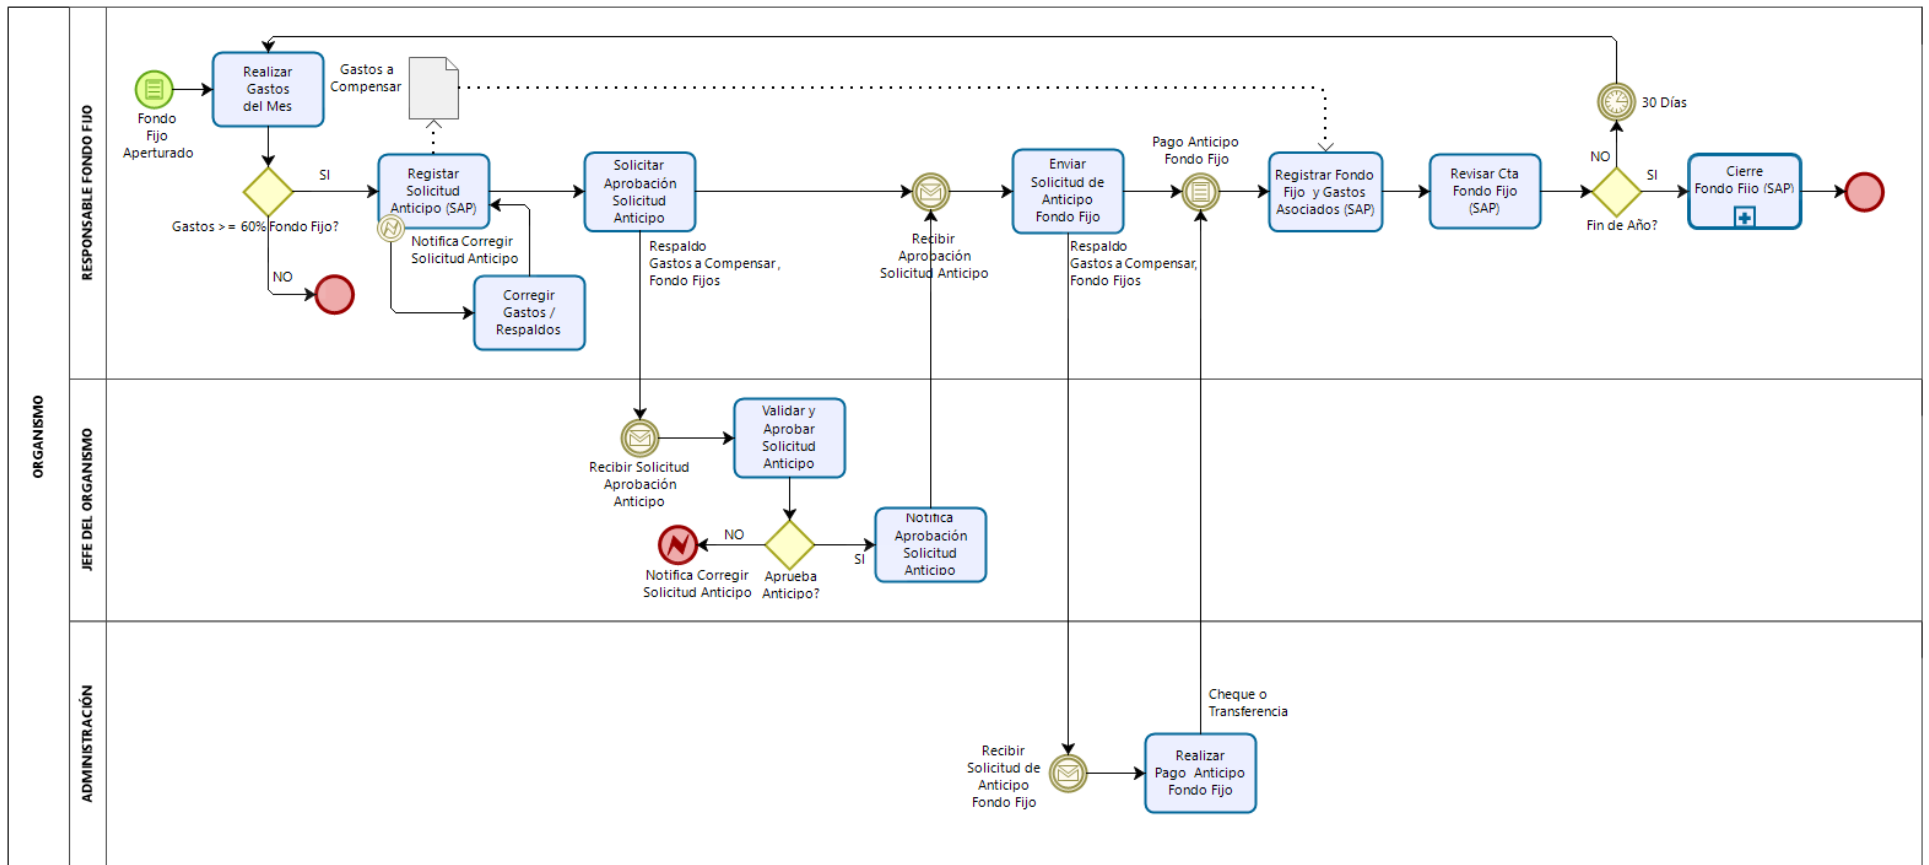 ORGANISMO
RESPONSABLE FONDO FIJO
Fondo
Fijo
Aperturado
Realizar
Gastos
del Mes
Gastos a
Compensar
SI
Gastos >= 60% Fondo Fijo?
NO
Registar
Solicitud
Anticipo (SAP)
Notifica Corregir
Solicitud Anticipo
Corregir
Gastos /
Respaldos
Solicitar
Aprobación
Solicitud
Anticipo
Respaldo
Gastos a Compensar,
Fondo Fijos
Recibir
Aprobación
Solicitud Anticipo
Enviar
Solicitud de
Anticipo
Fondo Fijo
Respaldo
Gastos a Compensar,
Fondo Fijos
Pago Anticipo
Fondo Fijo
Registrar Fondo
Fijo y Gastos
Asociados (SAP)
Revisar Cta
Fondo Fijo
(SAP)
30 Días
NO
SI
Fin de Año?
Cierre
Fondo Fijo (SAP)
JEFE DEL ORGANISMO
Recibir Solicitud
Aprobación
Anticipo
Validar y
Aprobar
Solicitud
Anticipo
NO
SI
Notifica Corregir
Solicitud Anticipo
Aprueba
Anticipo?
Notifica
Aprobación
Solicitud
Anticipo
ADMINISTRACIÓN
Recibir
Solicitud de
Anticipo
Fondo Fijo
Realizar
Pago Anticipo
Fondo Fijo
Cheque o
Transferencia